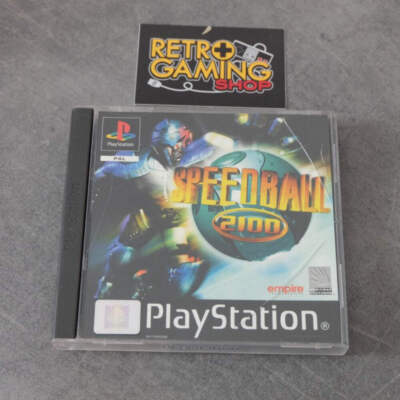 RETRO
GAMING
SHOP
PlayStation
PAL
SPEEDBALL
2100
empire
PlayStation®